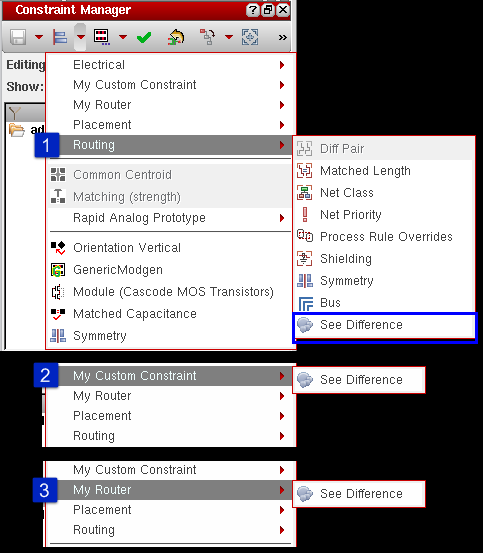 Constraint Manager
Editing
Show:
ad
Electrical
My Custom Constraint
My Router
Placement
1
Routing
Common Centroid
Matching (strength)
Rapid Analog Prototype
Orientation Vertical
GenericModgen
Module (Cascode MOS Transistors)
Matched Capacitance
Symmetry
Diff Pair
Matched Length
Net Class
Net Priority
Process Rule Overrides
Shielding
Symmetry
Bus
See Difference
2
My Custom Constraint
See Difference
My Router
Placement
Routing
My Custom Constraint
3
My Router
See Difference
Placement
Routing